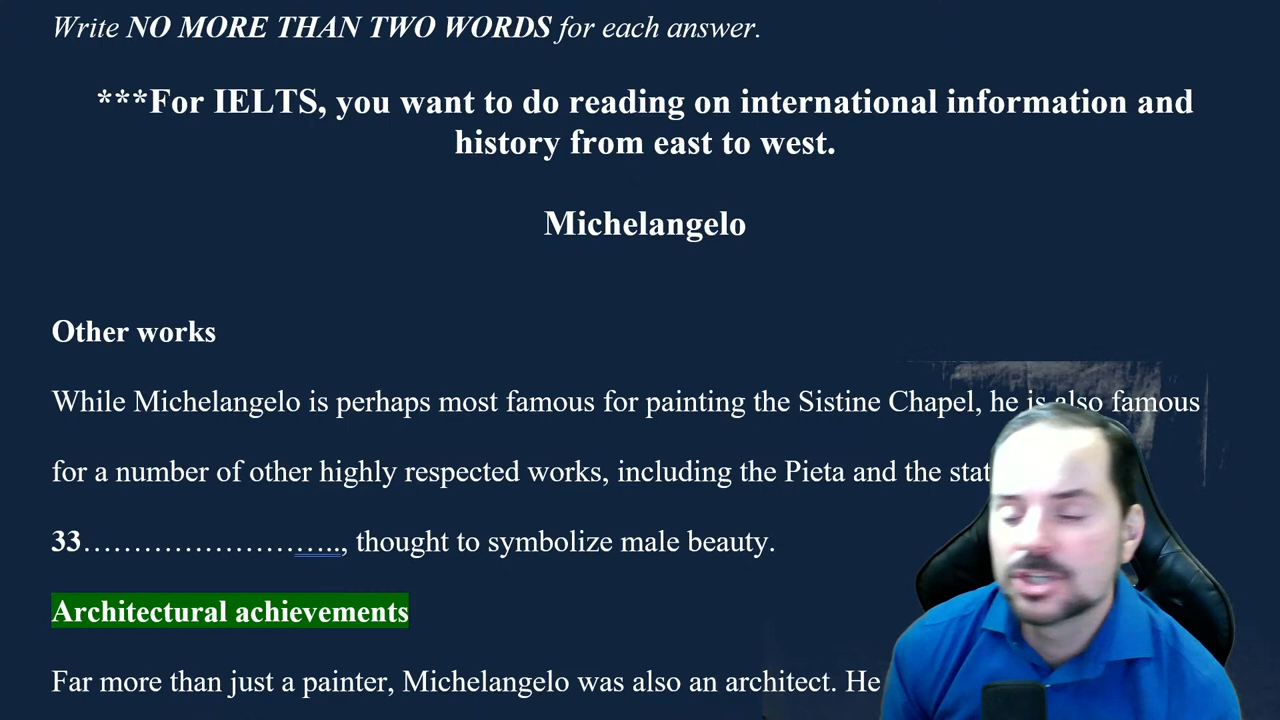 Write NO MORE THAN TWO WORDS for each answer.
***For IELTS, you want to do reading on international information and
history from east to west.
Michelangelo
Other works
While Michelangelo is perhaps most famous for painting the Sistine Chapel, he is also famous
for a number of other highly respected works, including the Pieta and the stat
33……………………..., thought to symbolize male beauty.
Architectural achievements
Far more than just a painter, Michelangelo was also an architect. He